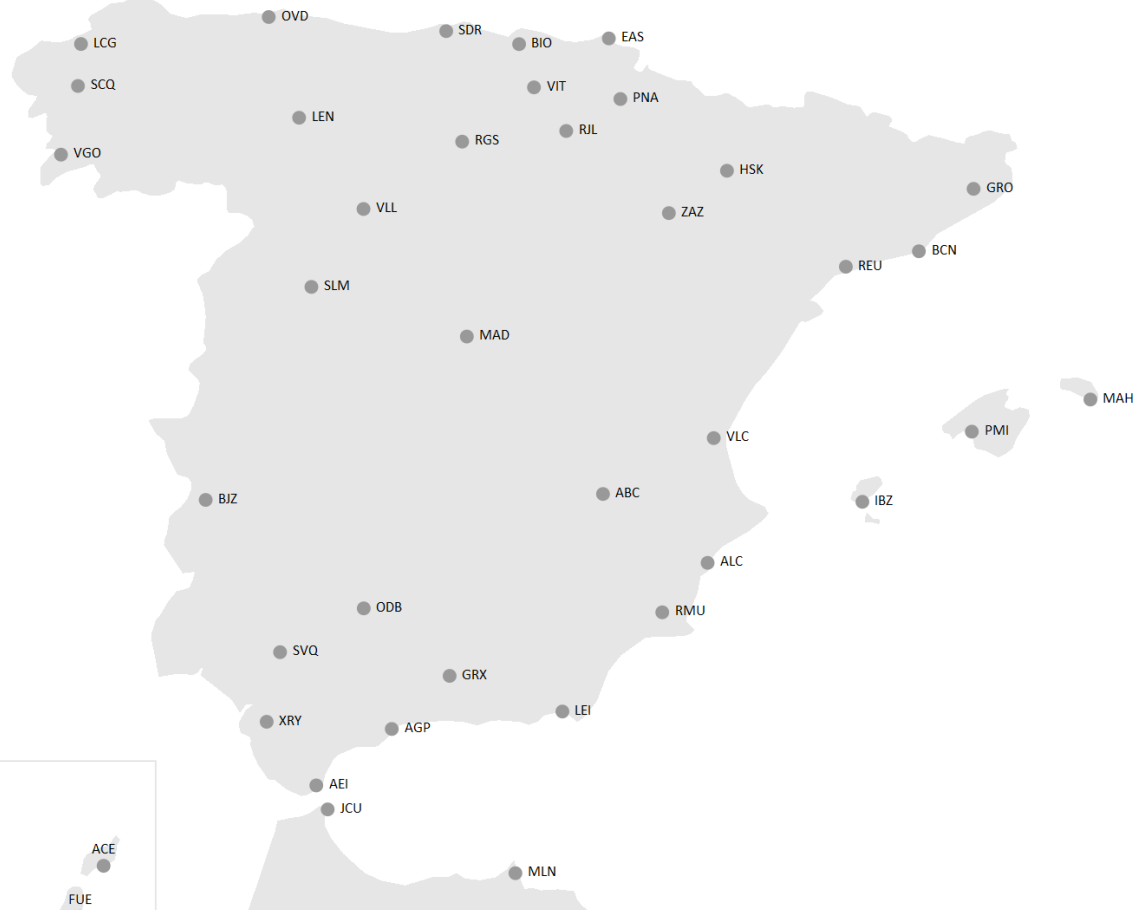 OVD
SDR
EAS
LCG
BIO
SCQ
VIT
PNA
LEN
RJL
RGS
VGO
HSK
GRO
VLL
ZAZ
BCN
REU
SLM
MAD
MAH
PMI
VLC
ABC
BJZ
IBZ
ALC
ODB
RMU
SVQ
GRX
LEI
XRY
AGP
AEI
JCU
ACE
MLN
FUE